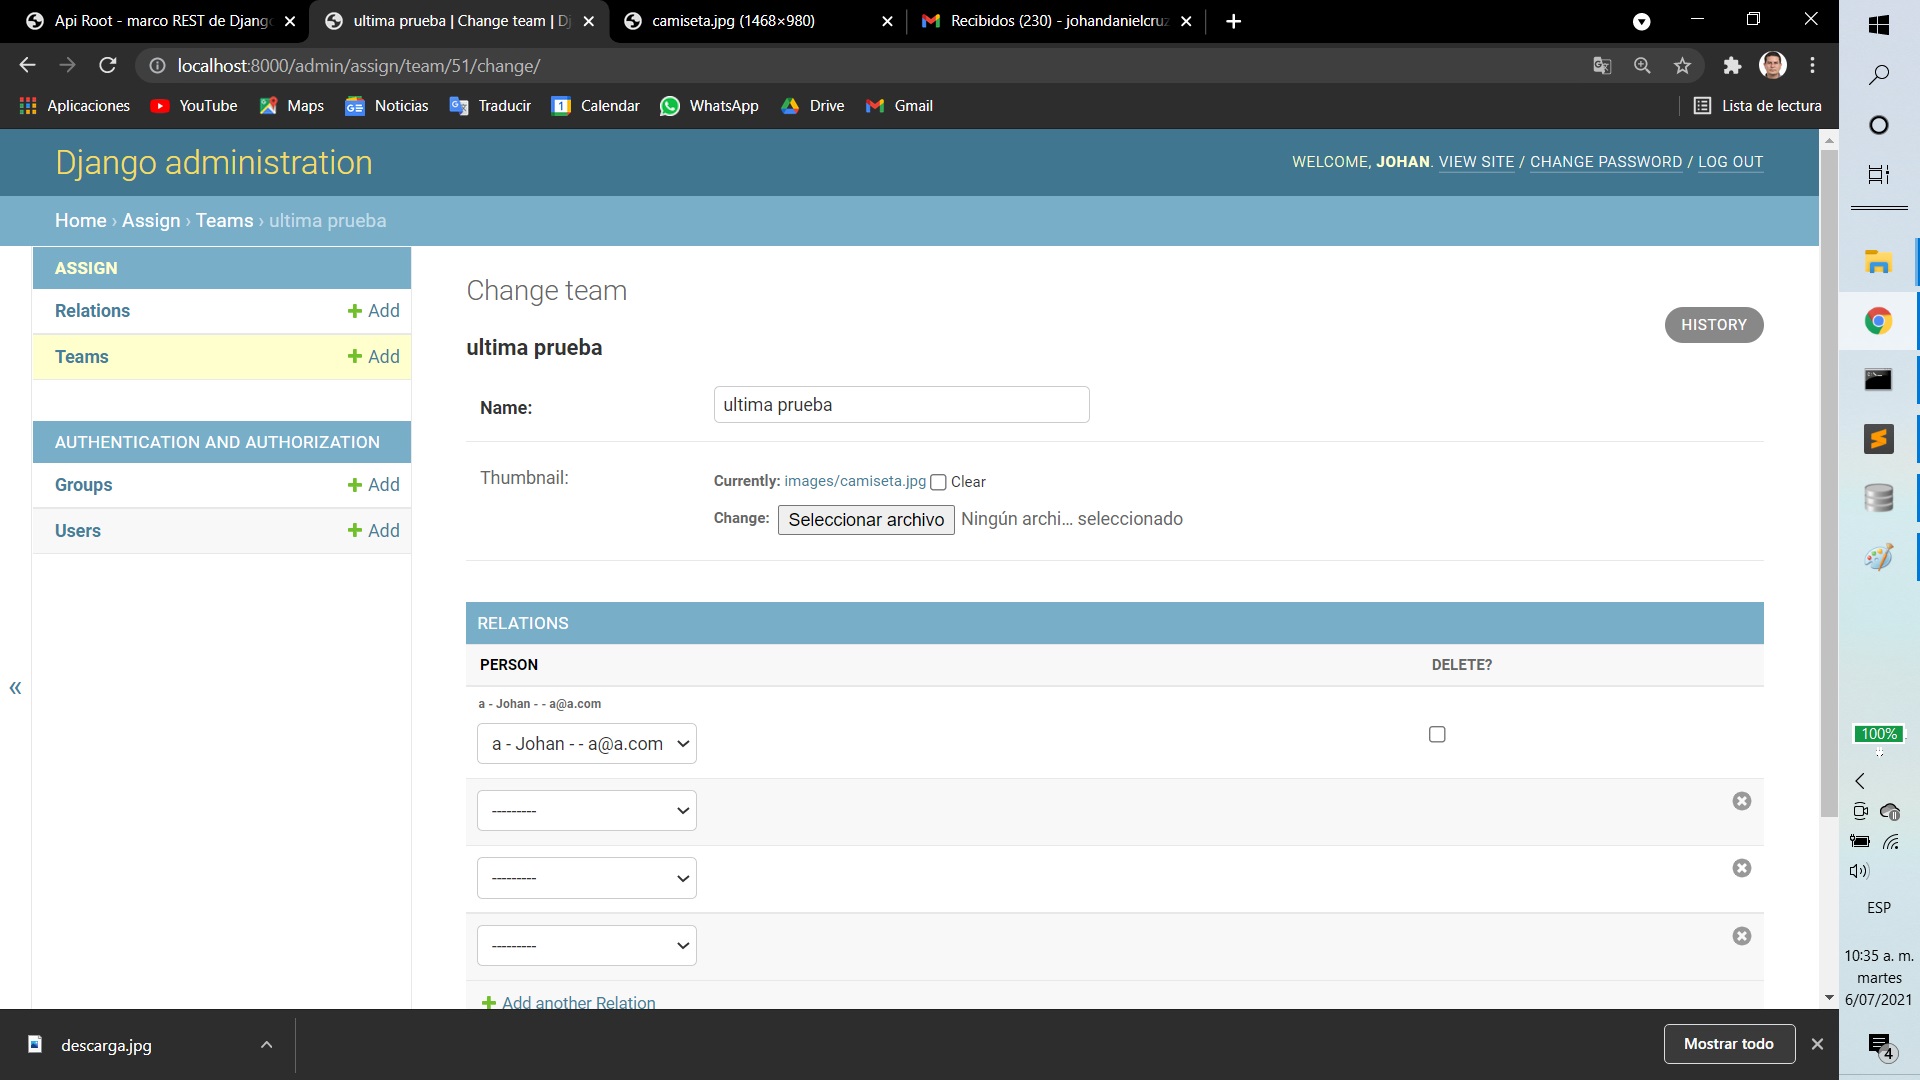 Api Root - marco REST de Django
ultima prueba | Change team | Dj
camiseta.jpg (1468×980)
Recibidos (230) - johandanielcruz
localhost:8000/admin/assign/team/51/change/
Aplicaciones YouTube Maps Noticias Traducir Calendar WhatsApp Drive Gmail Lista de lectura
Django administration
WELCOME, JOHAN. VIEW SITE / CHANGE PASSWORD / LOG OUT
Home › Assign › Teams › ultima prueba
ASSIGN
Relations + Add
Teams + Add
AUTHENTICATION AND AUTHORIZATION
Groups + Add
Users + Add
«
Change team
HISTORY
ultima prueba
Name: ultima prueba
Thumbnail: Currently: images/camiseta.jpg Clear
Change: Seleccionar archivo Ningún archi... seleccionado
RELATIONS
PERSON DELETE?
a - Johan - - a@a.com
a - Johan - - a@a.com
---------
---------
---------
+ Add another Relation
descarga.jpg
Mostrar todo
100%
ESP
10:35 a. m.
martes
6/07/2021
4